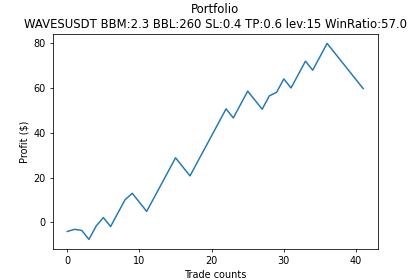 Portfolio
WAVESUSDT BBM:2.3 BBL:260 SL:0.4 TP:0.6 lev:15 WinRatio:57.0
80
60
40
20
0
Profit ($)
0 10 20 30 40
Trade counts